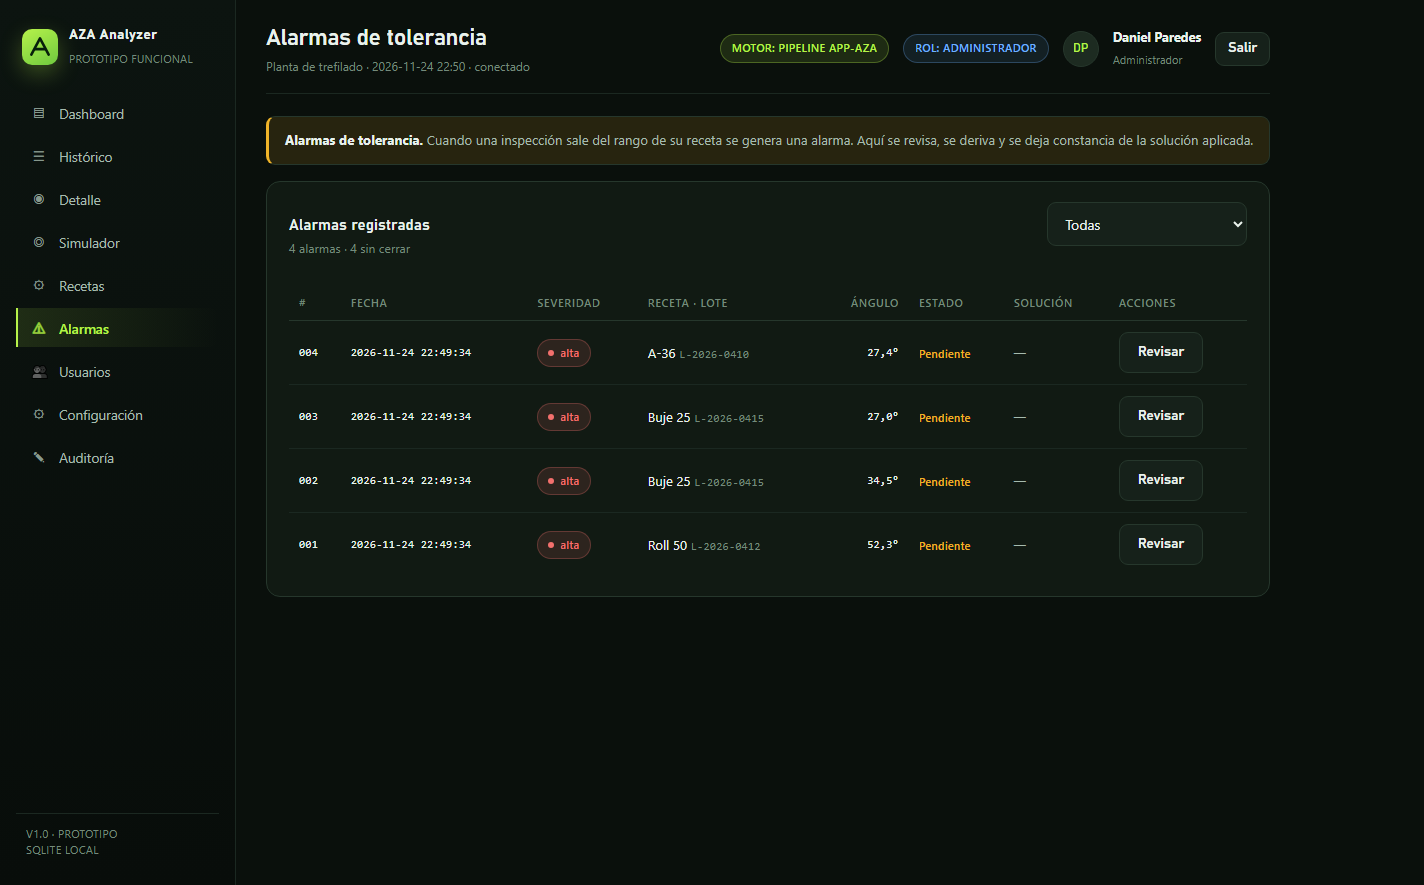 AZA Analyzer
PROTOTIPO FUNCIONAL
Dashboard
Histórico
Detalle
Simulador
Recetas
Alarmas
Usuarios
Configuración
Auditoría
V1.0 · PROTOTIPO
SQLITE LOCAL
Alarmas de tolerancia
Planta de trefilado · 2026-11-24 22:50 · conectado
MOTOR: PIPELINE APP-AZA
ROL: ADMINISTRADOR
DP
Daniel Paredes
Administrador
Salir
Alarmas de tolerancia. Cuando una inspección sale del rango de su receta se genera una alarma. Aquí se revisa, se deriva y se deja constancia de la solución aplicada.
Alarmas registradas
4 alarmas · 4 sin cerrar
Todas
# FECHA SEVERIDAD RECETA · LOTE ÁNGULO ESTADO SOLUCIÓN ACCIONES
004 2026-11-24 22:49:34 alta A-36 L-2026-0410 27,4° Pendiente — Revisar
003 2026-11-24 22:49:34 alta Buje 25 L-2026-0415 27,0° Pendiente — Revisar
002 2026-11-24 22:49:34 alta Buje 25 L-2026-0415 34,5° Pendiente — Revisar
001 2026-11-24 22:49:34 alta Roll 50 L-2026-0412 52,3° Pendiente — Revisar